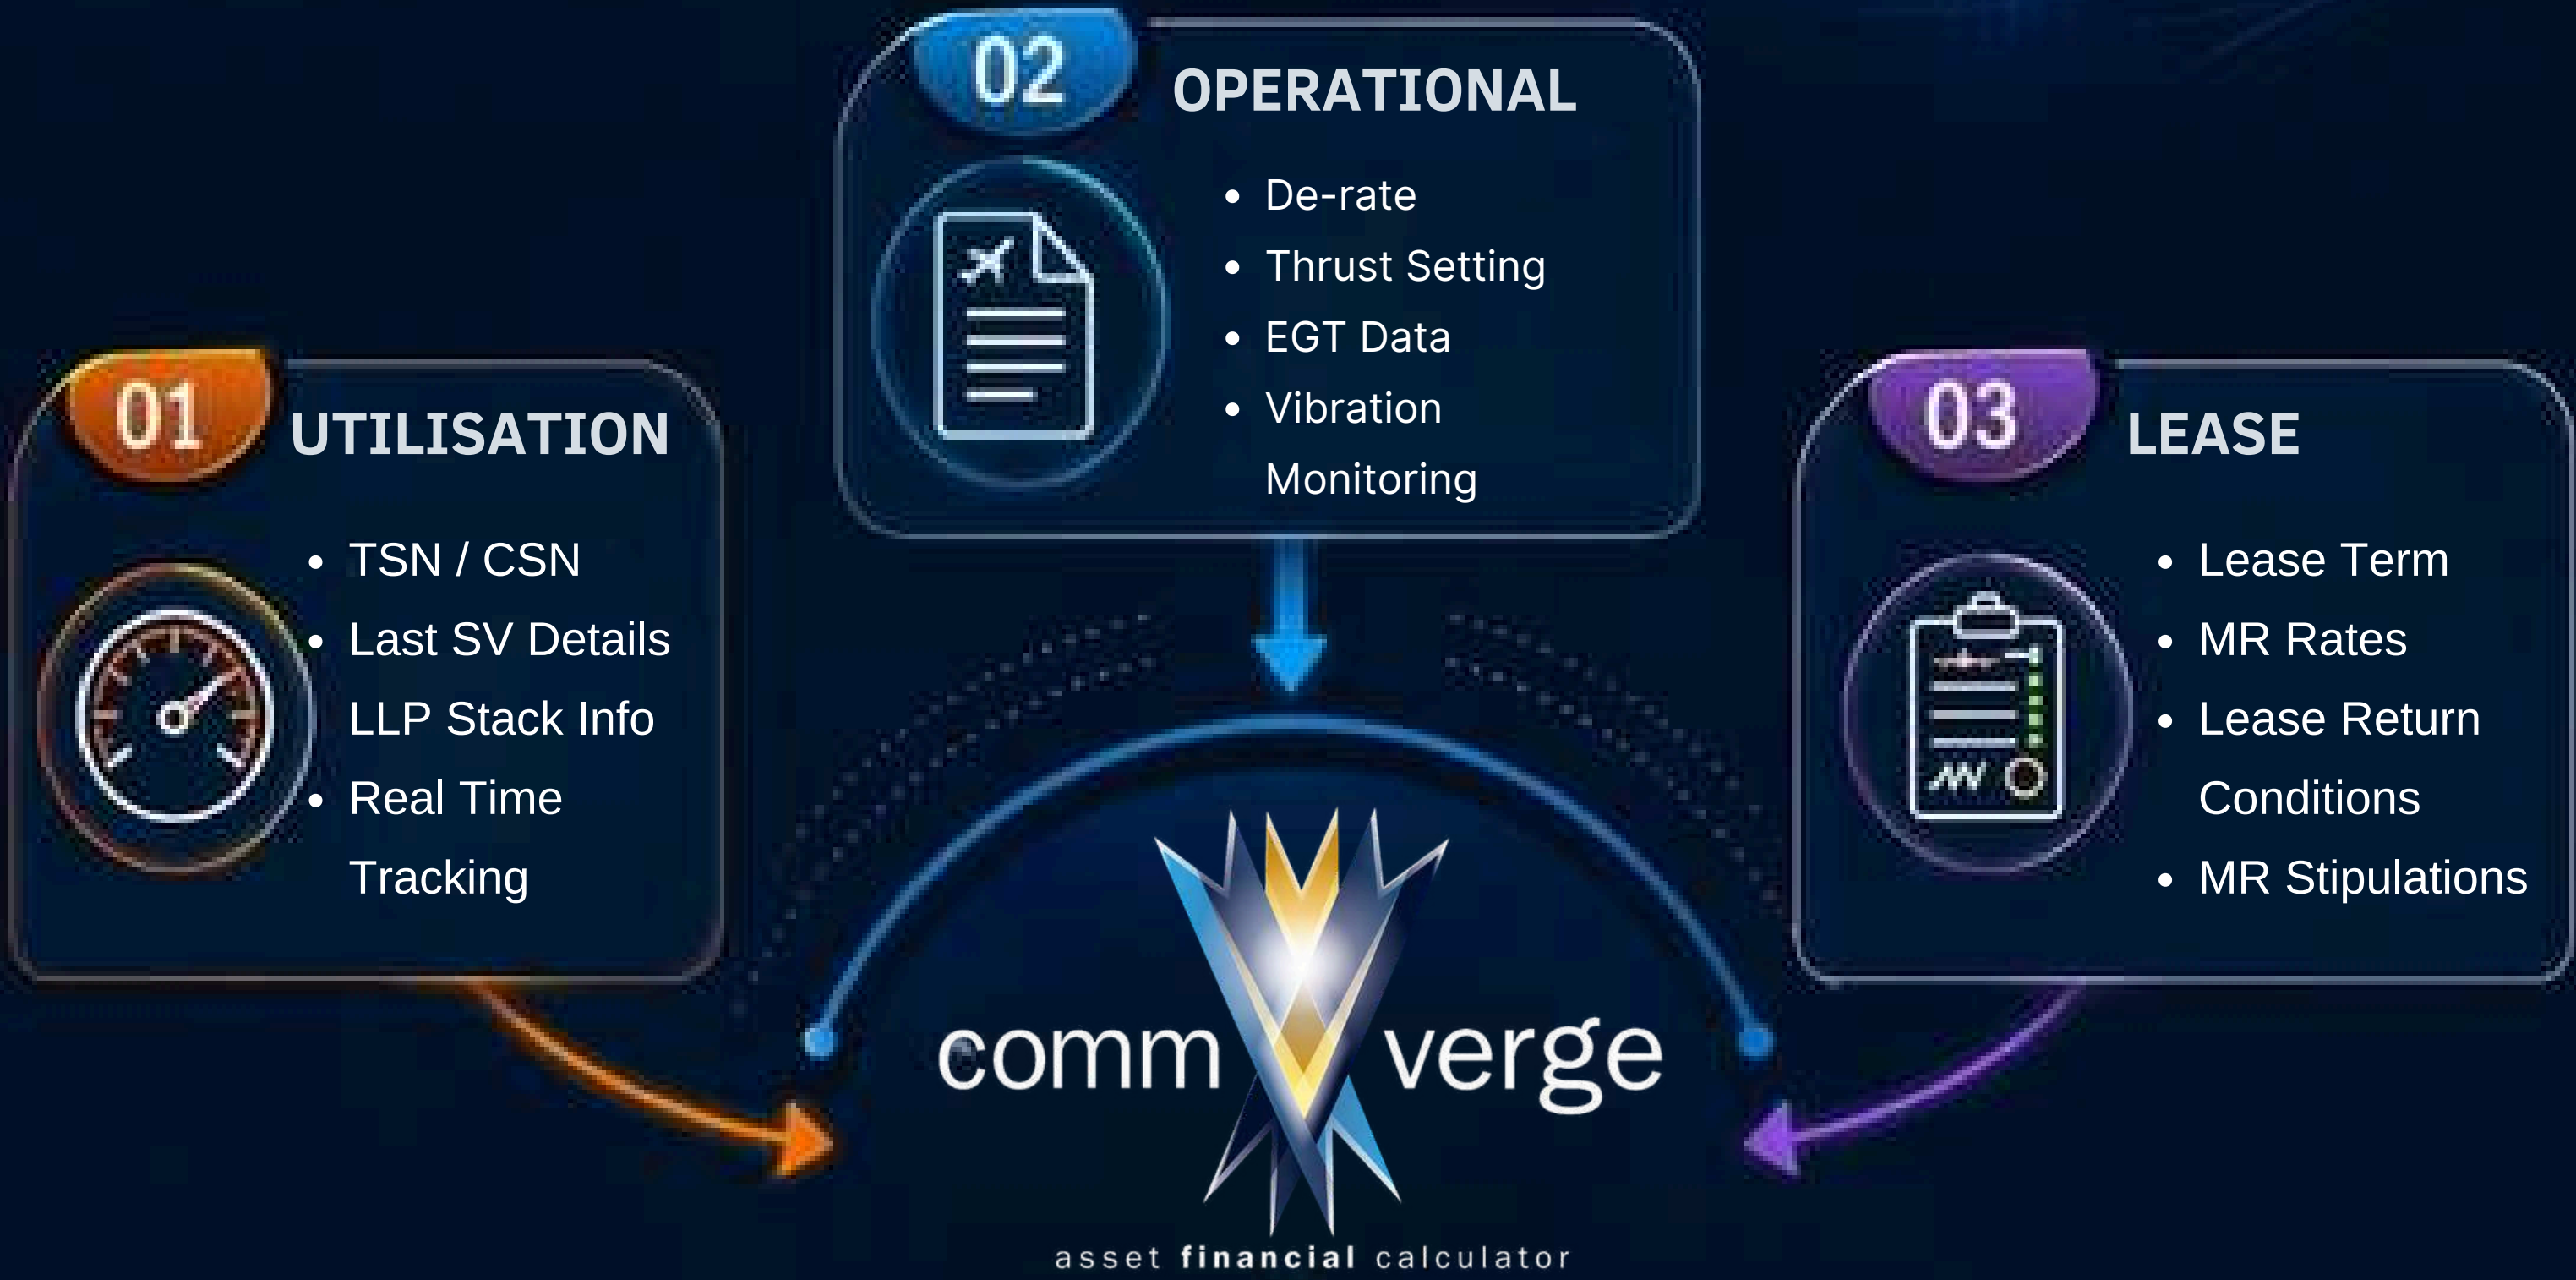 01
UTILISATION
• TSN / CSN
• Last SV Details
LLP Stack Info
• Real Time
Tracking
02
OPERATIONAL
• De-rate
• Thrust Setting
• EGT Data
• Vibration
Monitoring
03
LEASE
• Lease Term
• MR Rates
• Lease Return
Conditions
• MR Stipulations
comm verge
asset financial calculator